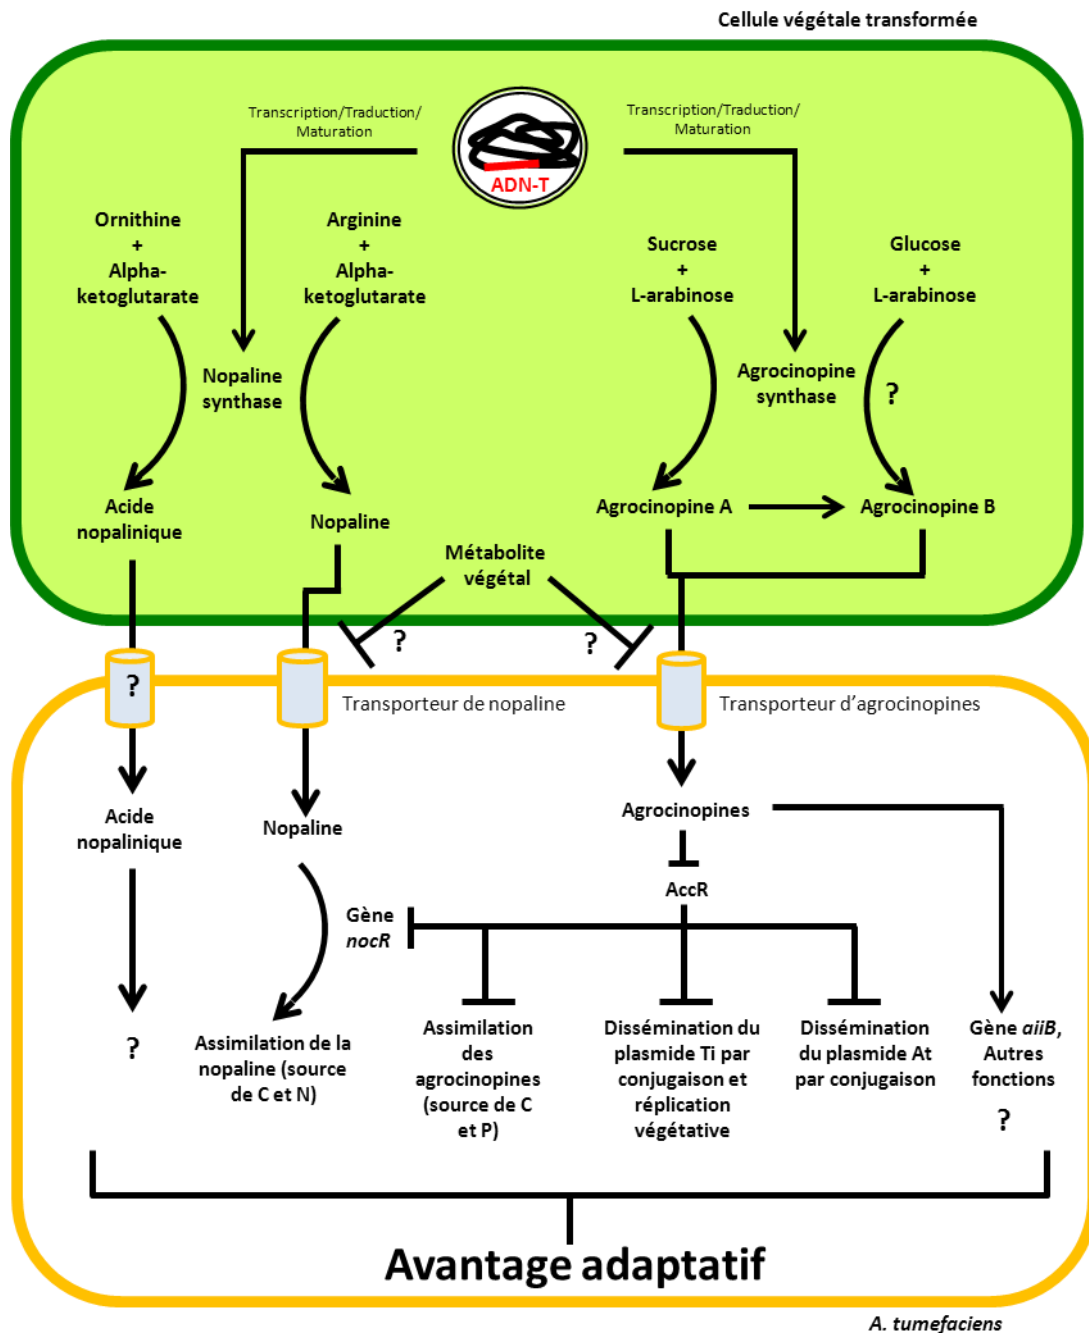 Cellule végétale transformée
Transcription/Traduction/
Maturation
Transcription/Traduction/
Maturation
ADN-T
Ornithine
+
Alpha-
ketoglutarate
Arginine
+
Alpha-
ketoglutarate
Sucrose
+
L-arabinose
Glucose
+
L-arabinose
Nopaline
synthase
Agrocinopine
synthase
?
Acide
nopalinique
Nopaline
Agrocinopine A
Agrocinopine B
Métabolite
végétal
?
?
?
Transporteur de nopaline
Transporteur d'agrocinopines
Acide
nopalinique
Nopaline
Agrocinopines
AccR
Gène
nocR
?
Assimilation de la
nopaline (source
de C et N)
Assimilation
des
agrocinopines
(source de C
et P)
Dissémination du
plasmide Ti par
conjugaison et
réplication
végétative
Dissémination
du plasmide At
par conjugaison
Gène aiiB,
Autres
fonctions
?
Avantage adaptatif
A. tumefaciens